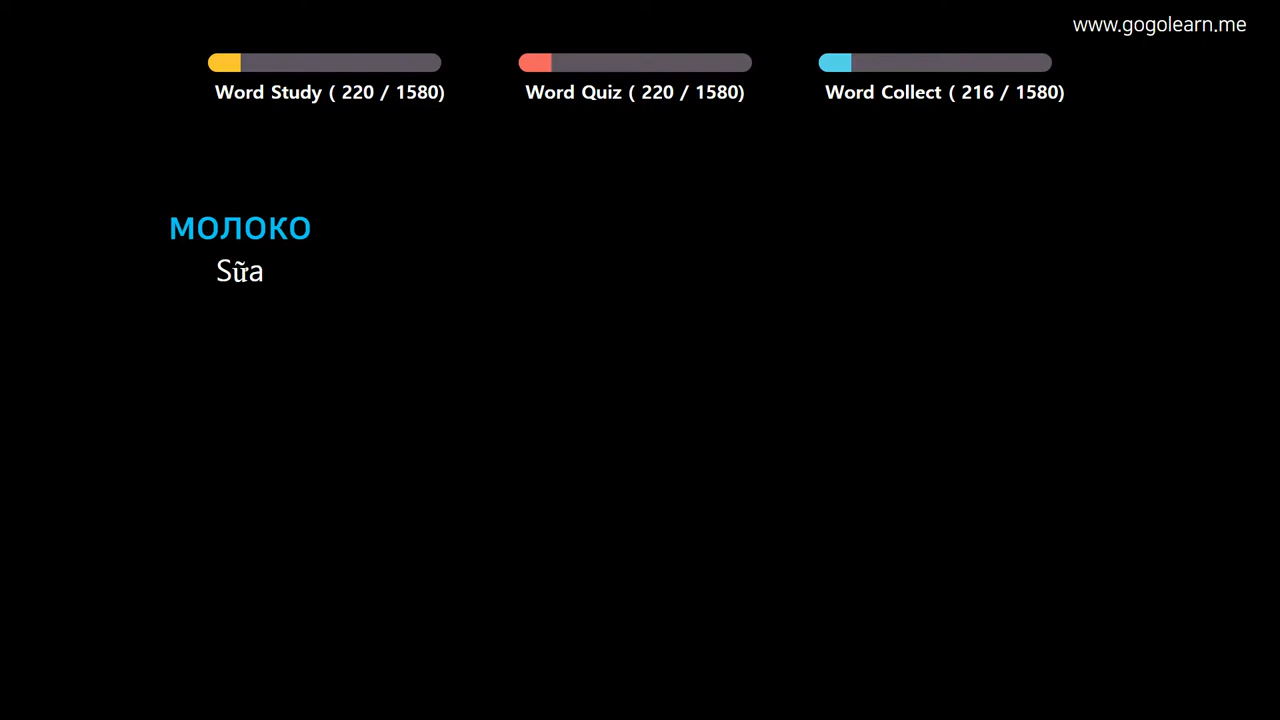 www.gogolearn.me
Word Study ( 220 / 1580)
Word Quiz ( 220 / 1580)
Word Collect ( 216 / 1580)
молоко
Sữa